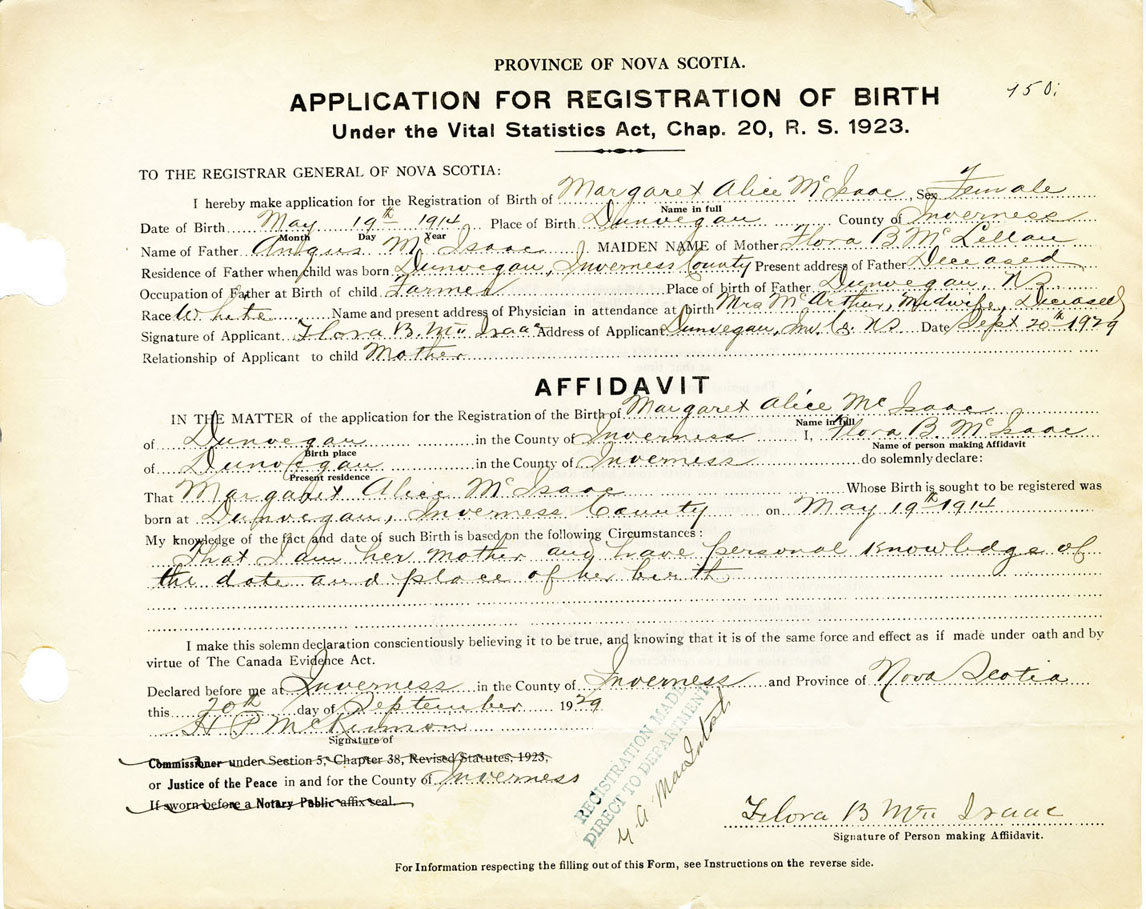 PROVINCE OF NOVA SCOTIA.
APPLICATION FOR REGISTRATION OF BIRTH
Under the Vital Statistics Act, Chap. 20, R. S. 1923.
TO THE REGISTRAR GENERAL OF NOVA SCOTIA:
I hereby make application for the Registration of Birth of Margaret Alice McIsaac, Sex Female
Name in full
Date of Birth May 19th 1914 Place of Birth Dunvegan County of Inverness
Month Day Year
Name of Father Angus McIsaac MAIDEN NAME of Mother Flora B. McLellan
Residence of Father when child was born Dunvegan, Inverness County Present address of Father Deceased
Occupation of Father at Birth of child Farmer Place of birth of Father Dunvegan, N.S.
Race White Name and present address of Physician in attendance at birth Mrs McArthur, Midwife, Deceased
Signature of Applicant Flora B. Mc Isaac Address of Applicant Dunvegan, Inv. Co. NS Date Sept 20th 1929
Relationship of Applicant to child Mother
AFFIDAVIT
IN THE MATTER of the application for the Registration of the Birth of Margaret Alice McIsaac
Name in full
of Dunvegan in the County of Inverness I, Flora B. McIsaac
Birth place Name of person making Affidavit
of Dunvegan in the County of Inverness do solemnly declare:
Present residence
That Margaret Alice McIsaac Whose Birth is sought to be registered was
born at Dunvegan, Inverness County on May 19th 1914
My knowledge of the fact and date of such Birth is based on the following Circumstances:
That I am her mother and have personal knowledge of
the date and place of her birth
I make this solemn declaration conscientiously believing it to be true, and knowing that it is of the same force and effect as if made under oath and by
virtue of The Canada Evidence Act.
Declared before me at Inverness in the County of Inverness and Province of Nova Scotia
this 20th day of September 1929
H P McKinnon
Signature of
Commissioner under Section 5, Chapter 38, Revised Statutes, 1923,
or Justice of the Peace in and for the County of Inverness
If sworn before a Notary Public affix seal.
REGISTRATION MADE
DIRECT TO DEPARTMENT
MacIntosh
Flora B Mc Isaac
Signature of Person making Affidavit.
For Information respecting the filling out of this Form, see Instructions on the reverse side.